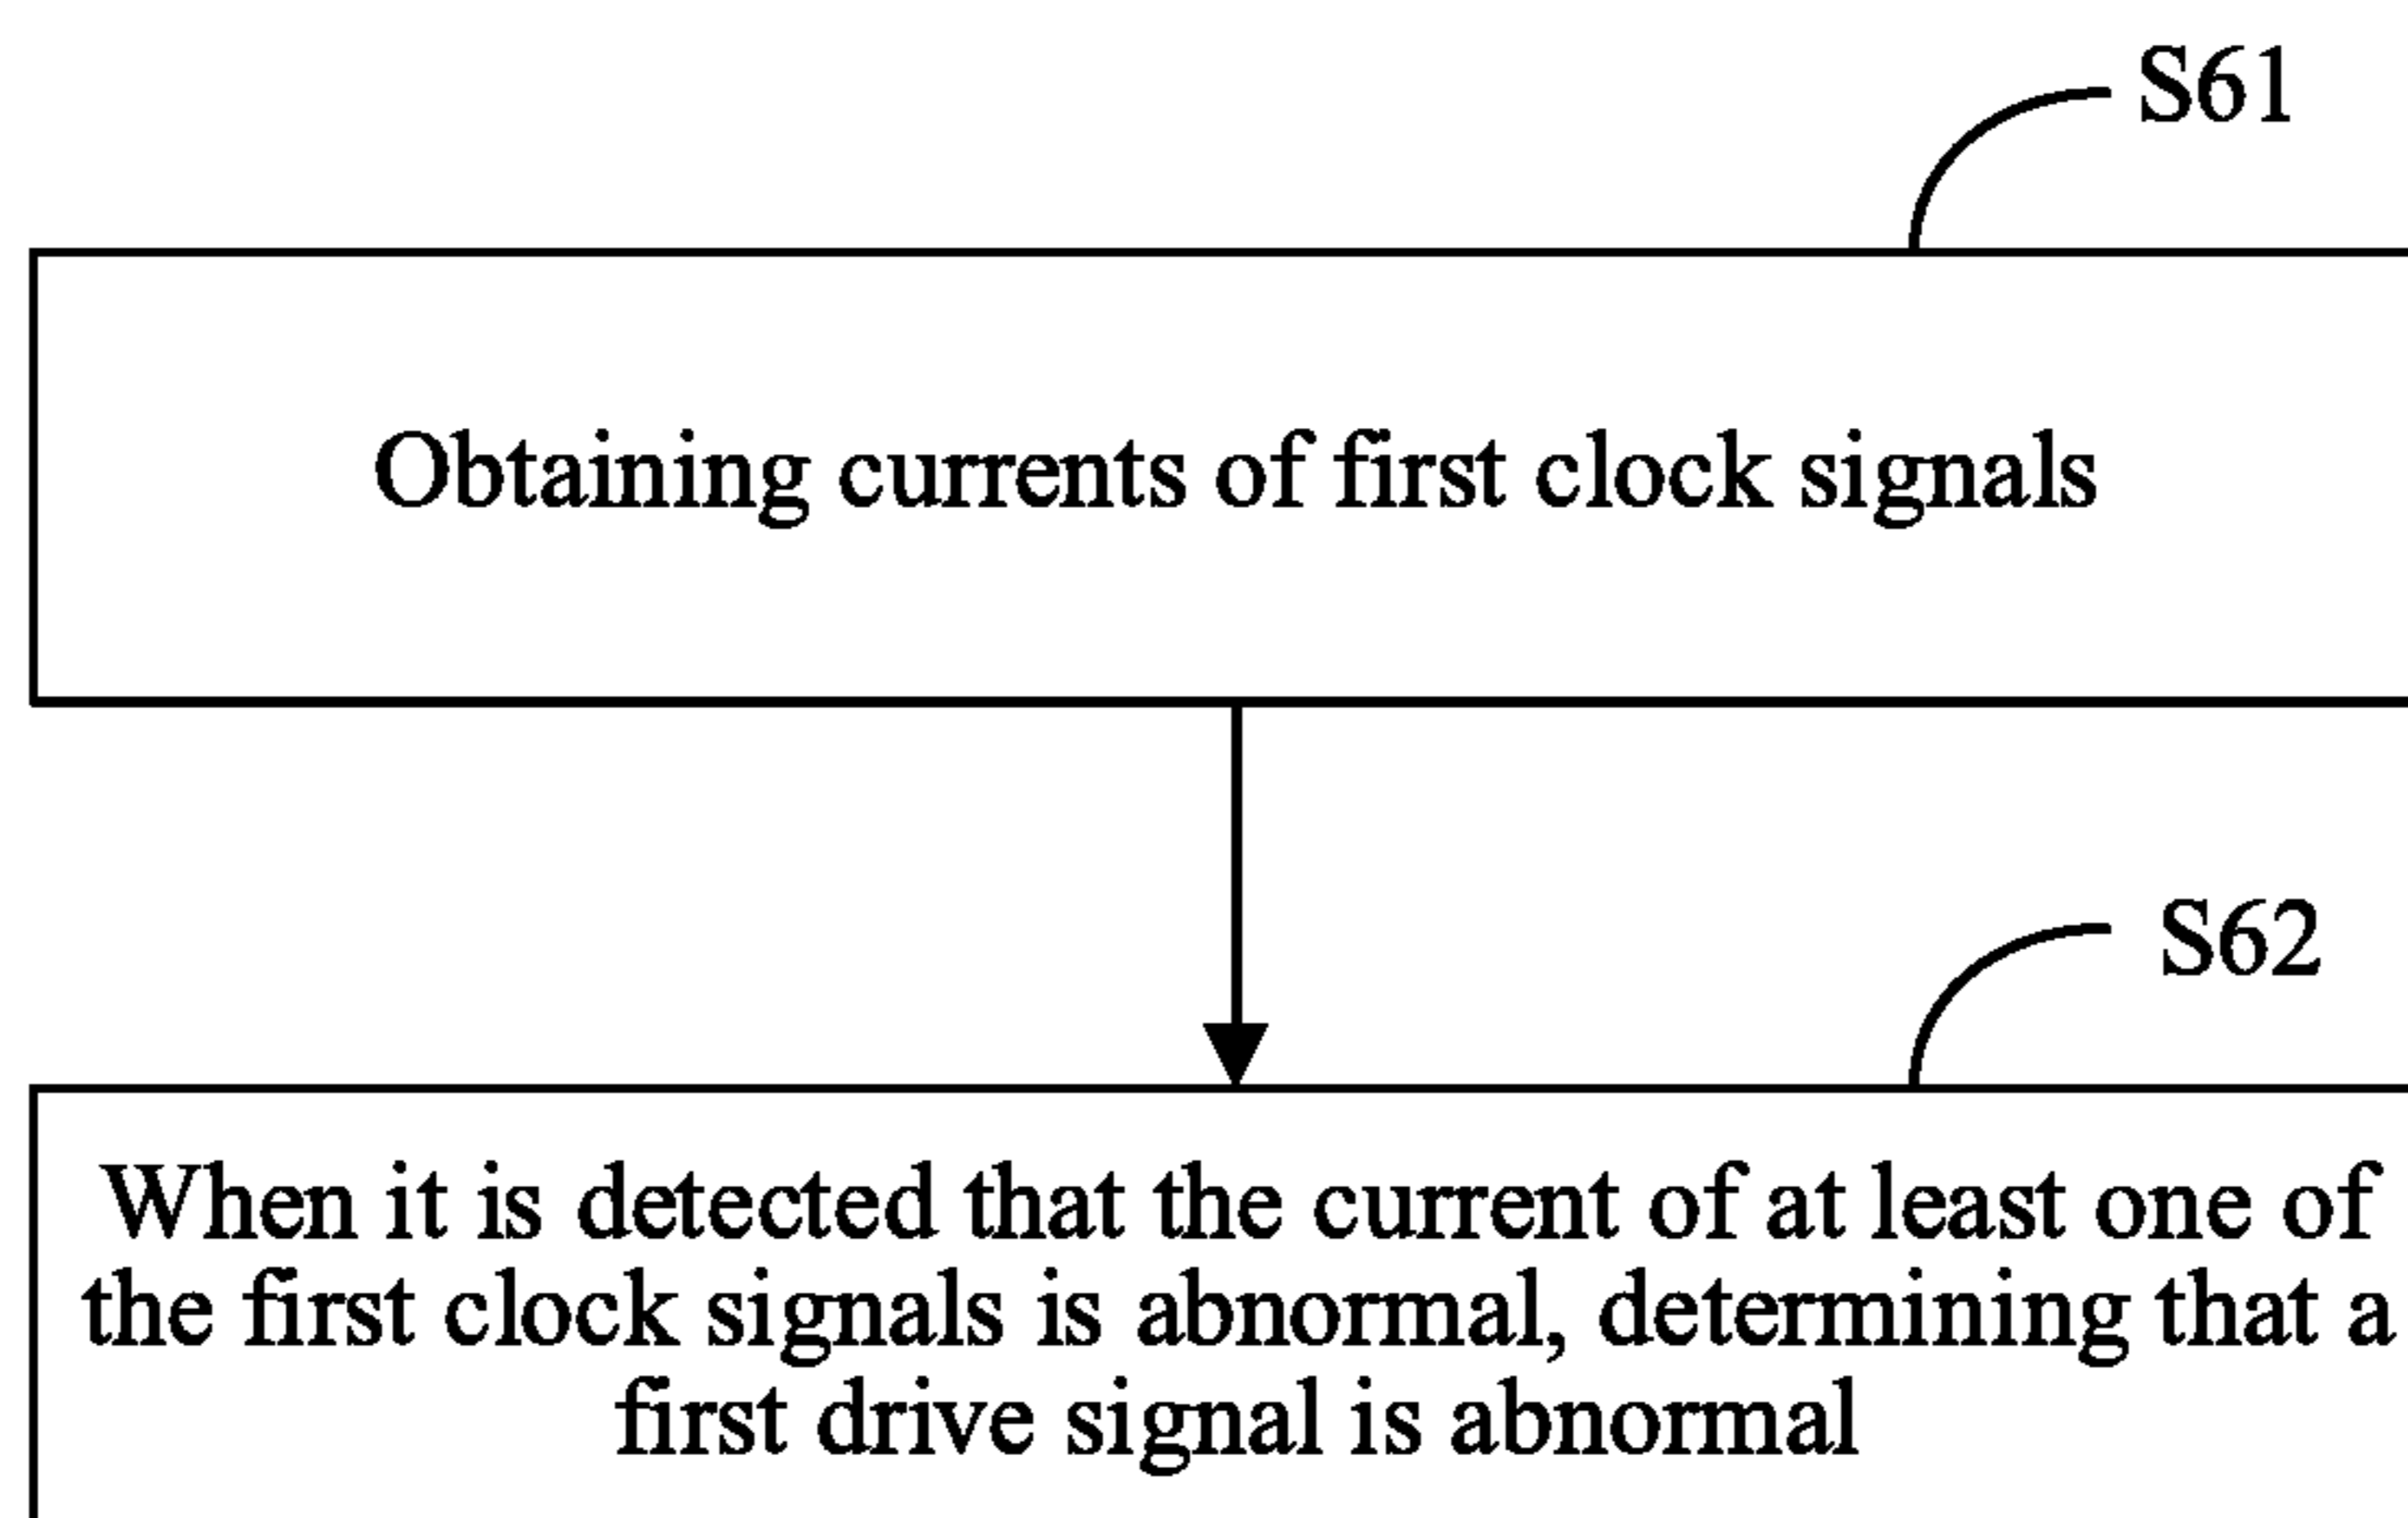 S61
Obtaining currents of first clock signals
S62
When it is detected that the current of at least one of
the first clock signals is abnormal, determining that a
first drive signal is abnormal